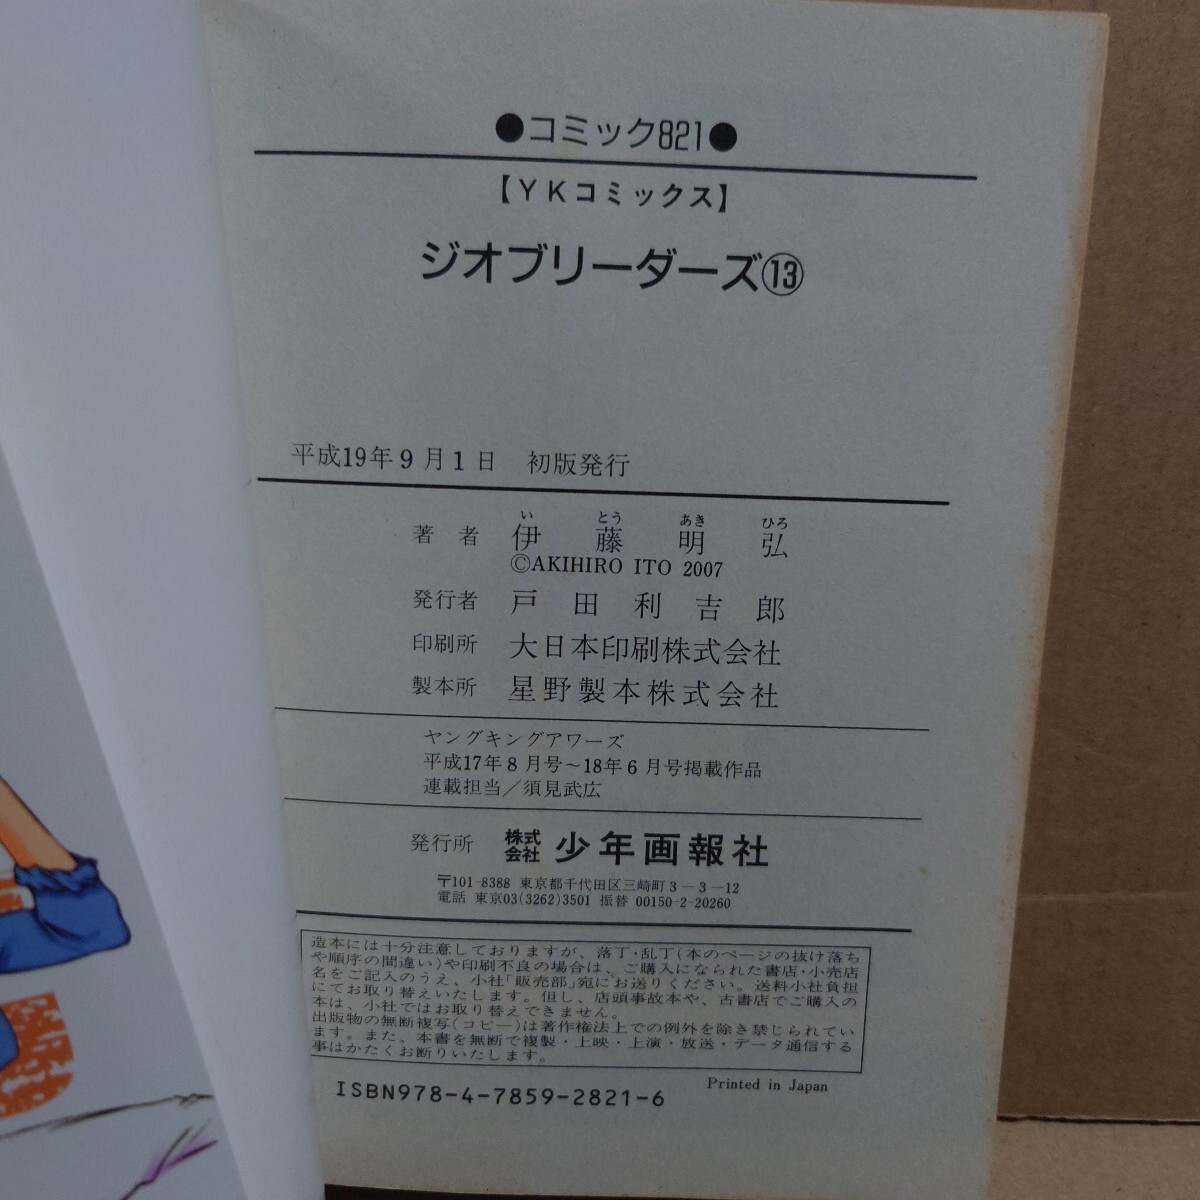 ●コミック821●
【YKコミックス】
ジオブリーダーズ⑬
平成19年9月1日　初版発行
い　とう　あき　ひろ
著者　伊藤明弘
©AKIHIRO ITO 2007
発行者　戸田利吉郎
印刷所　大日本印刷株式会社
製本所　星野製本株式会社
ヤングキングアワーズ
平成17年8月号～18年6月号掲載作品
連載担当／須見武広
発行所　株式会社　少年画報社
〒101-8388 東京都千代田区三崎町3－3－12
電話 東京03(3262)3501 振替 00150-2-20260
造本には十分注意しておりますが、落丁・乱丁(本のページの抜け落ち
や順序の間違い)や印刷不良の場合は、ご購入になられた書店・小売店
名をご記入のうえ、小社「販売部」宛にお送りください。送料小社負担
にてお取り替えいたします。但し、店頭事故本や、古書店でご購入の
本は、小社ではお取り替えできません。
出版物の無断複写(コピー)は著作権法上での例外を除き禁じられてい
ます。また、本書を無断で複製・上映・上演・放送・データ通信する
事はかたくお断りいたします。
Printed in Japan
ISBN978-4-7859-2821-6